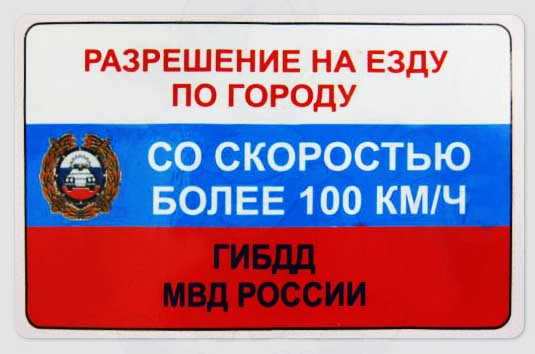 РАЗРЕШЕНИЕ НА ЕЗДУ
ПО ГОРОДУ
СО СКОРОСТЬЮ
БОЛЕЕ 100 КМ/Ч
ГИБДД
МВД РОССИИ